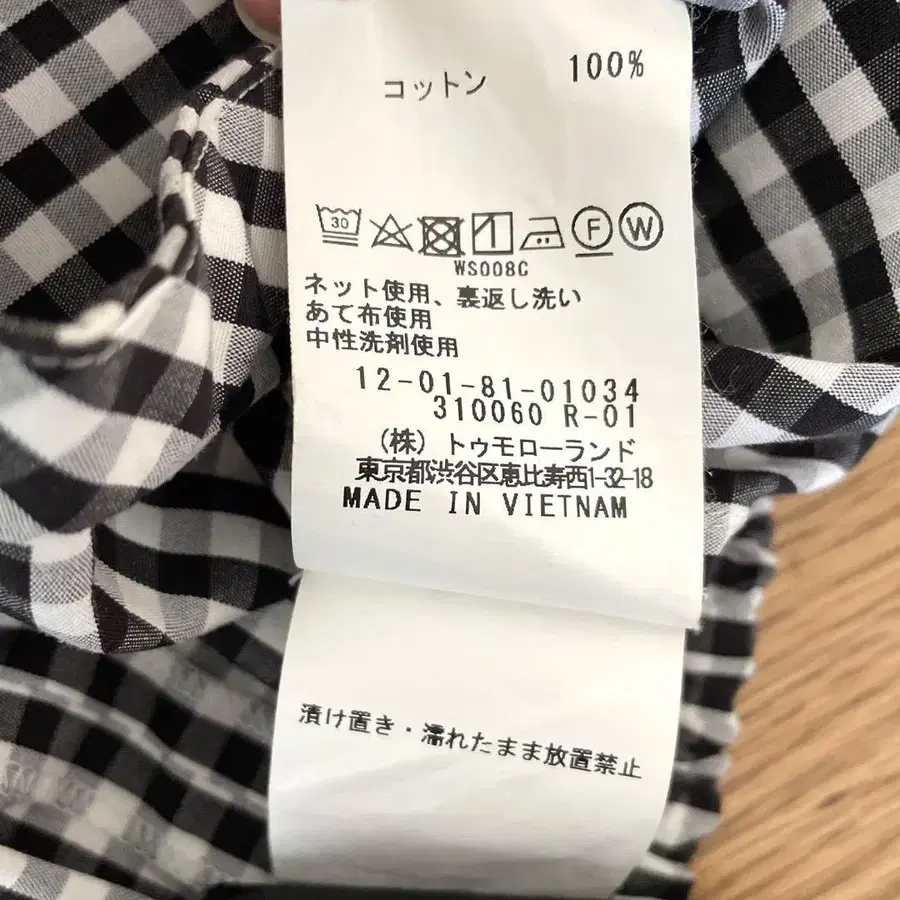 コットン 100%
30 F W
WS008C
ネット使用、裏返し洗い
あて布使用
中性洗剤使用
12-01-81-01034
310060 R-01
(株) トゥモローランド
東京都渋谷区恵比寿西1-32-18
MADE IN VIETNAM
漬け置き・濡れたまま放置禁止